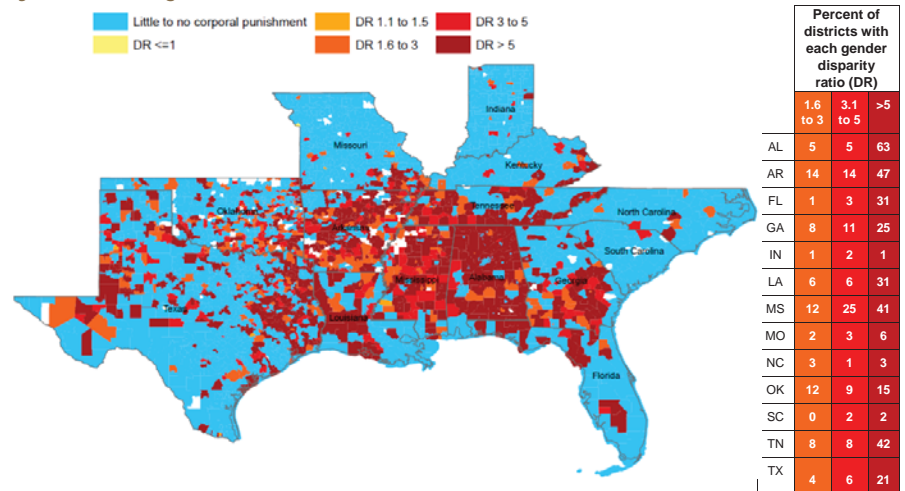 Little to no corporal punishment
DR <=1
DR 1.1 to 1.5
DR 1.6 to 3
DR 3 to 5
DR > 5
Indiana
Missouri
Kentucky
Oklahoma
Tennessee
North Carolina
Arkansas
South Carolina
Mississippi
Alabama
Georgia
Texas
Louisiana
Florida
Percent of
districts with
each gender
disparity
ratio (DR)
1.6 3.1 >5
to 3 to 5
AL 5 5 63
AR 14 14 47
FL 1 3 31
GA 8 11 25
IN 1 2 1
LA 6 6 31
MS 12 25 41
MO 2 3 6
NC 3 1 3
OK 12 9 15
SC 0 2 2
TN 8 8 42
TX 4 6 21